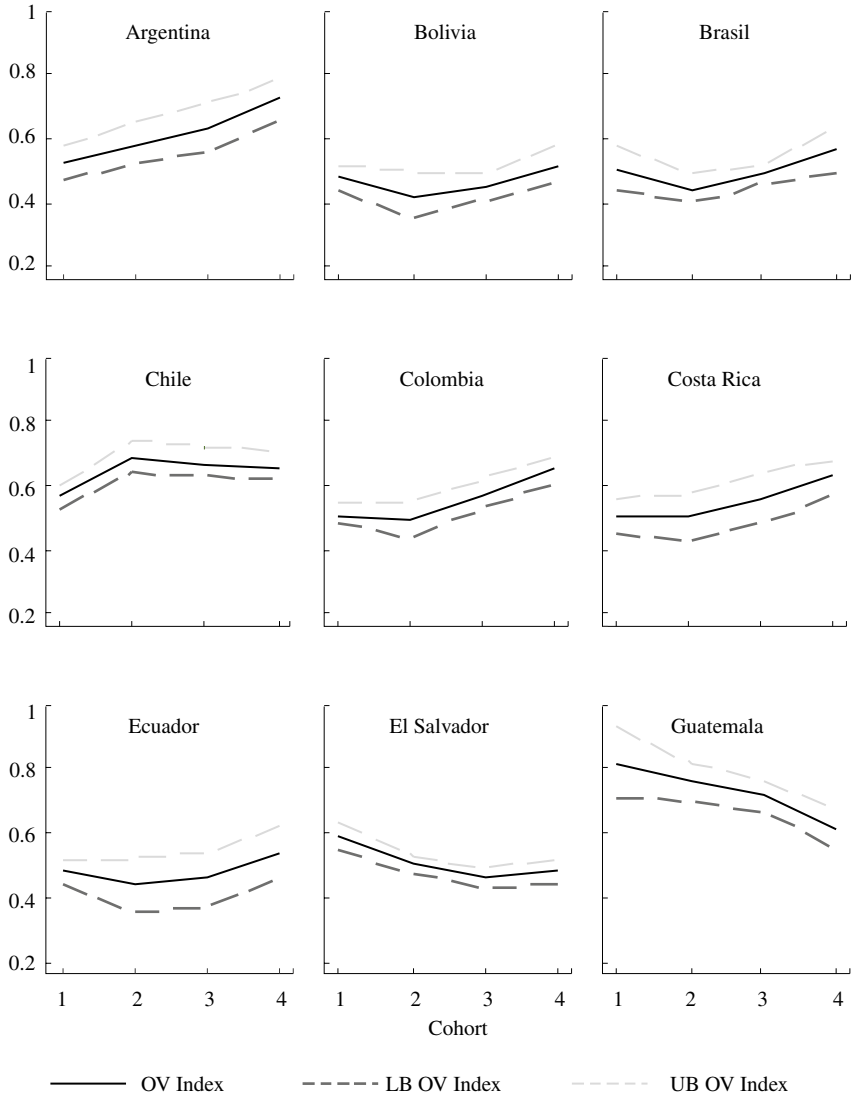 1
0.8
0.6
0.4
0.2
Argentina
Bolivia
Brasil
1
0.8
0.6
0.4
0.2
Chile
Colombia
Costa Rica
1
0.8
0.6
0.4
0.2
Ecuador
El Salvador
Guatemala
1 2 3 4
1 2 3 4
1 2 3 4
Cohort
OV Index
LB OV Index
UB OV Index